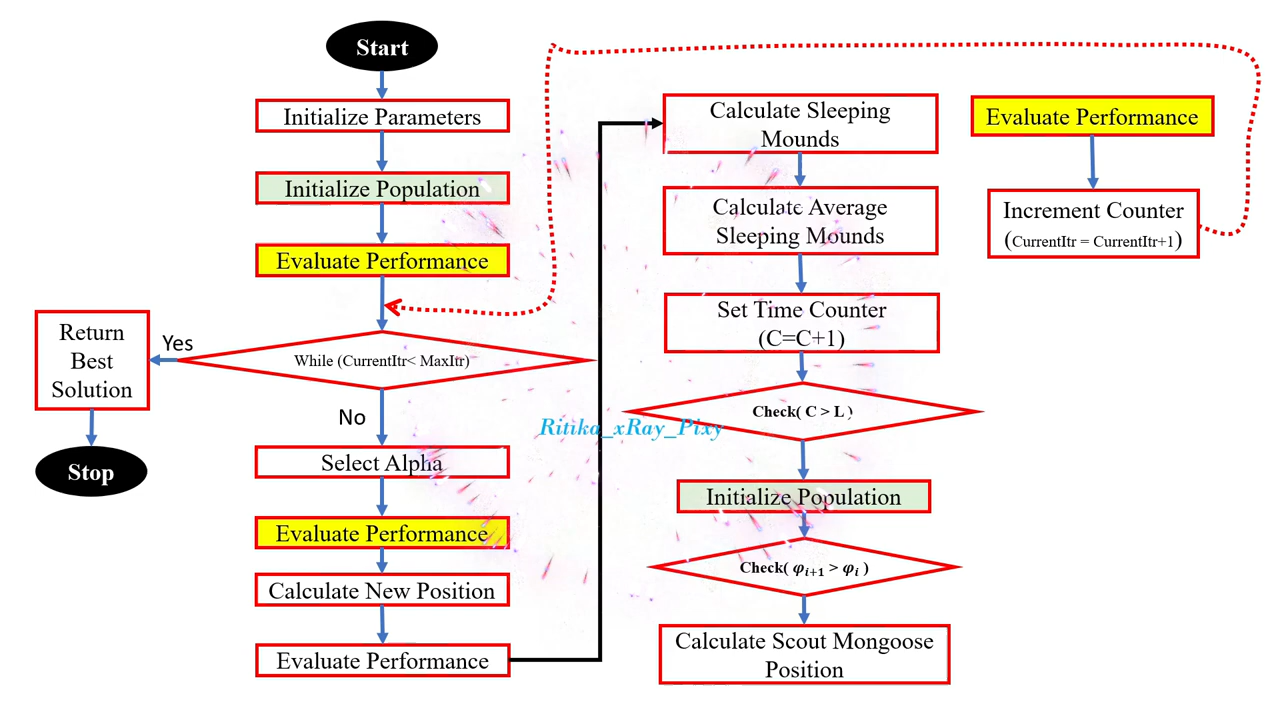 Start
Initialize Parameters
Initialize Population
Evaluate Performance
While (CurrentItr< MaxItr)
Yes
Return
Best
Solution
Stop
No
Select Alpha
Evaluate Performance
Calculate New Position
Evaluate Performance
Calculate Sleeping
Mounds
Calculate Average
Sleeping Mounds
Set Time Counter
(C=C+1)
Check( C > L )
Ritika_xRay_Pixy
Initialize Population
Check( φᵢ₊₁ > φᵢ )
Calculate Scout Mongoose
Position
Evaluate Performance
Increment Counter
(CurrentItr = CurrentItr+1)